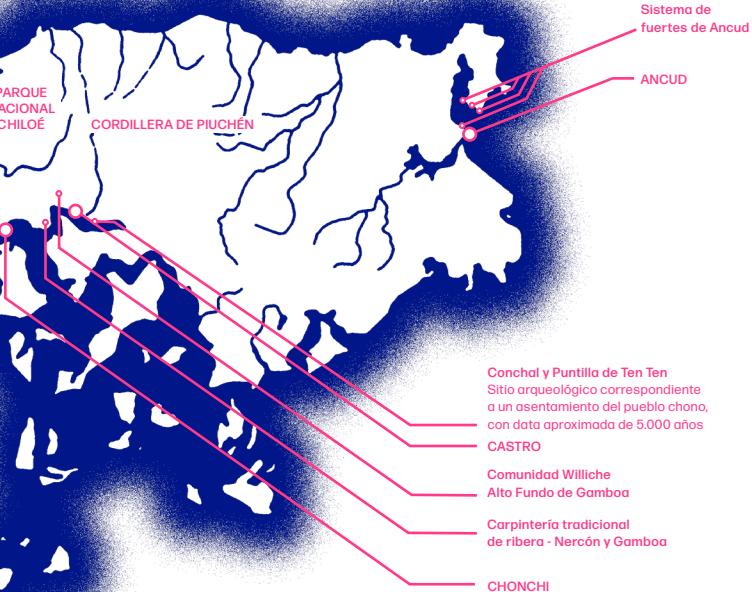 Sistema de
fuertes de Ancud
ANCUD
PARQUE
NACIONAL
CHILOÉ
CORDILLERA DE PIUCHÉN
Conchal y Puntilla de Ten Ten
Sitio arqueológico correspondiente
a un asentamiento del pueblo chono,
con data aproximada de 5.000 años
CASTRO
Comunidad Williche
Alto Fundo de Gamboa
Carpintería tradicional
de ribera - Nercón y Gamboa
CHONCHI